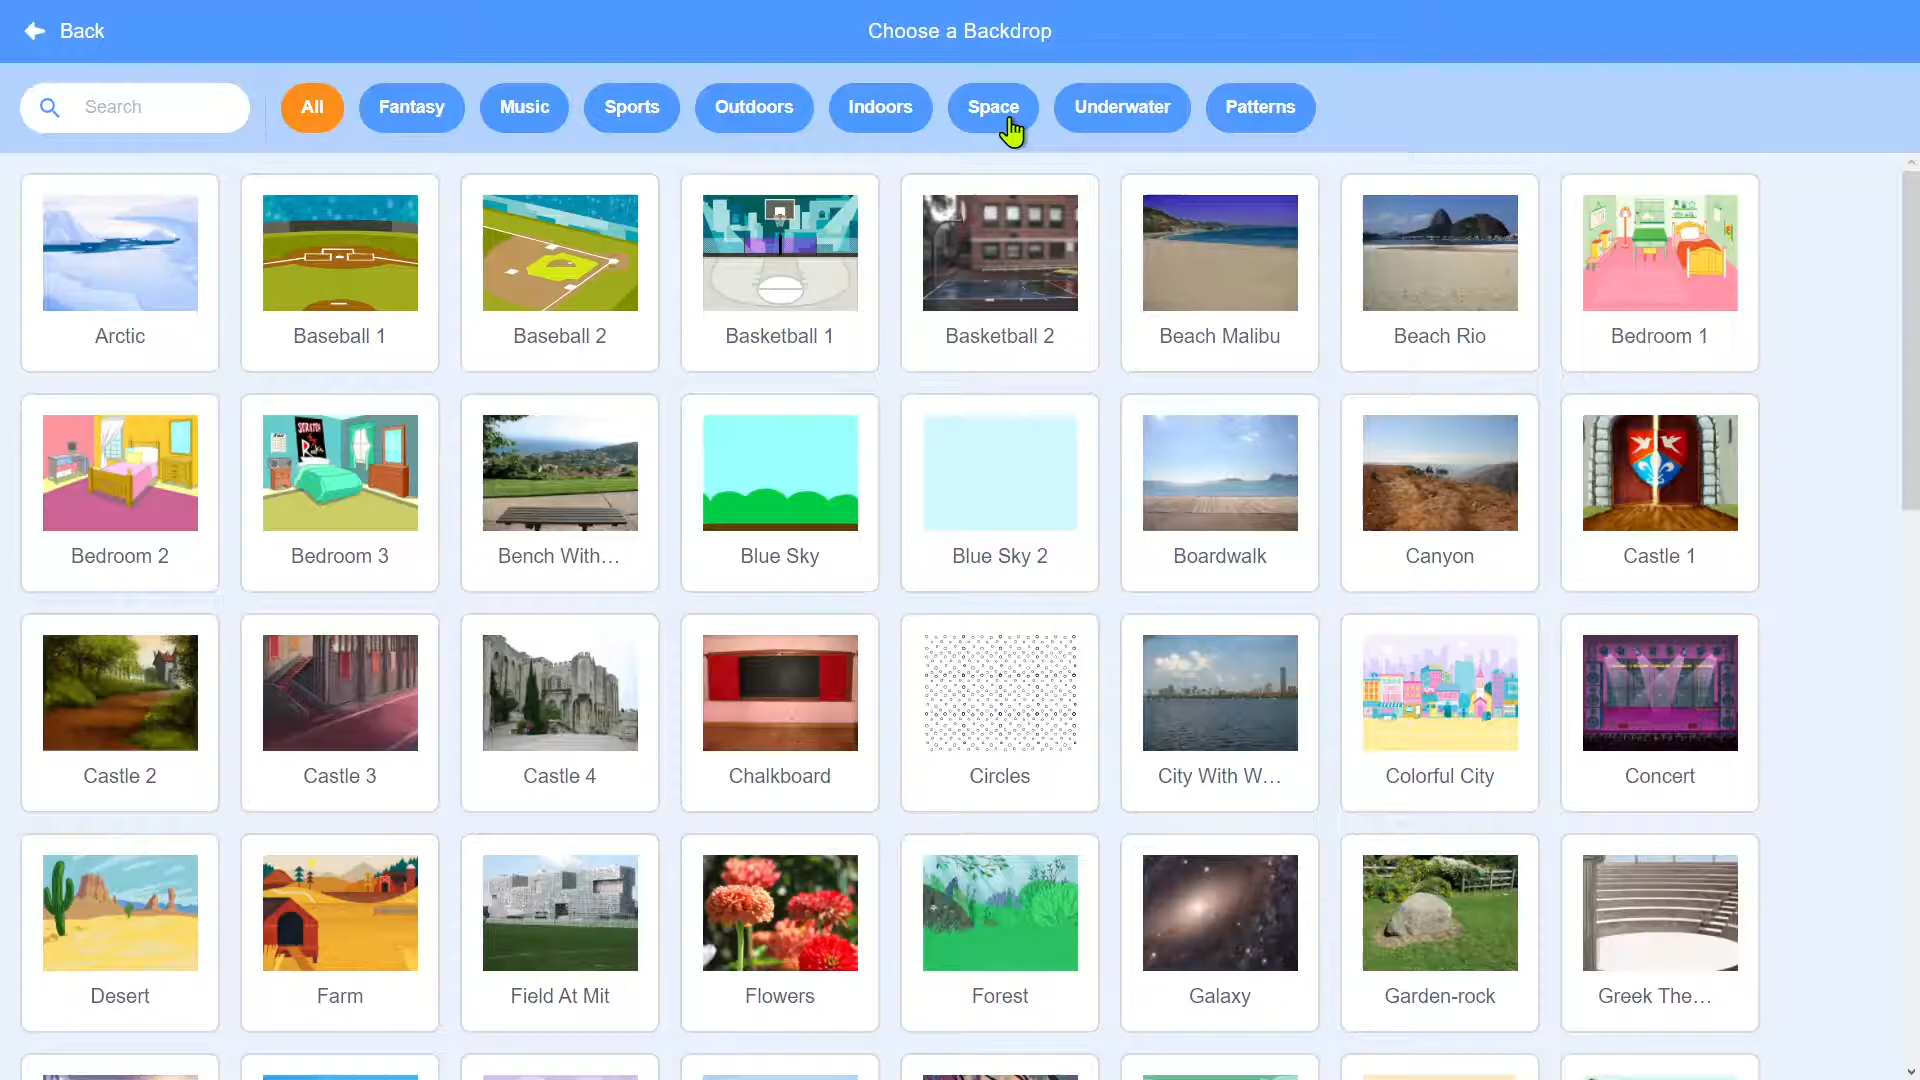 Back
Choose a Backdrop
Search
All
Fantasy
Music
Sports
Outdoors
Indoors
Space
Underwater
Patterns
Arctic
Baseball 1
Baseball 2
Basketball 1
Basketball 2
Beach Malibu
Beach Rio
Bedroom 1
Bedroom 2
Bedroom 3
Bench With...
Blue Sky
Blue Sky 2
Boardwalk
Canyon
Castle 1
Castle 2
Castle 3
Castle 4
Chalkboard
Circles
City With W...
Colorful City
Concert
Desert
Farm
Field At Mit
Flowers
Forest
Galaxy
Garden-rock
Greek The...